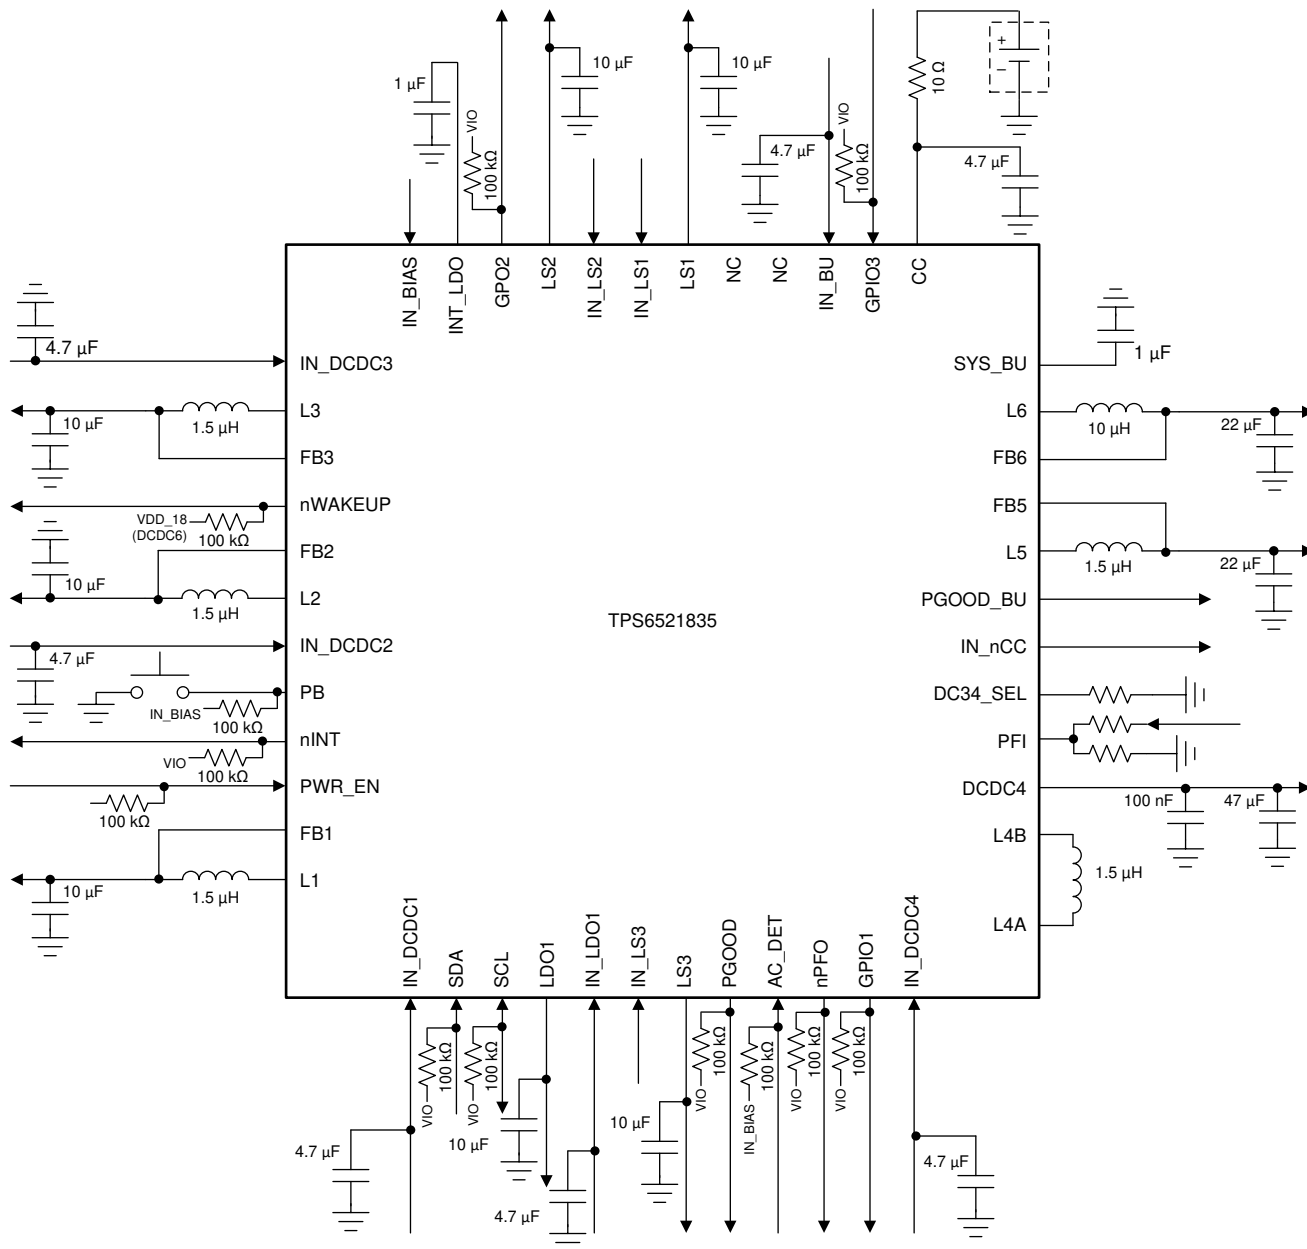 10 µF
10 µF
10 Ω
+
–
1 µF
VIO
100 kΩ
4.7 µF
VIO
100 kΩ
4.7 µF
IN_BIAS
INT_LDO
GPO2
LS2
IN_LS2
IN_LS1
LS1
NC
NC
IN_BU
GPIO3
CC
4.7 µF
IN_DCDC3
SYS_BU
1 µF
10 µF
1.5 µH
L3
L6
10 µH
22 µF
FB3
FB6
nWAKEUP
FB5
VDD_18
(DCDC6)
100 kΩ
FB2
L5
10 µF
1.5 µH
22 µF
1.5 µH
L2
PGOOD_BU
TPS6521835
4.7 µF
IN_DCDC2
IN_nCC
PB
DC34_SEL
IN_BIAS
100 kΩ
nINT
PFI
VIO
100 kΩ
PWR_EN
DCDC4
100 nF
47 µF
100 kΩ
FB1
L4B
10 µF
1.5 µH
L1
1.5 µH
L4A
IN_DCDC1
SDA
SCL
LDO1
IN_LDO1
IN_LS3
LS3
PGOOD
AC_DET
nPFO
GPIO1
IN_DCDC4
100 kΩ
100 kΩ
100 kΩ
100 kΩ
100 kΩ
100 kΩ
VIO
VIO
VIO
IN_BIAS
VIO
VIO
4.7 µF
10 µF
4.7 µF
10 µF
4.7 µF